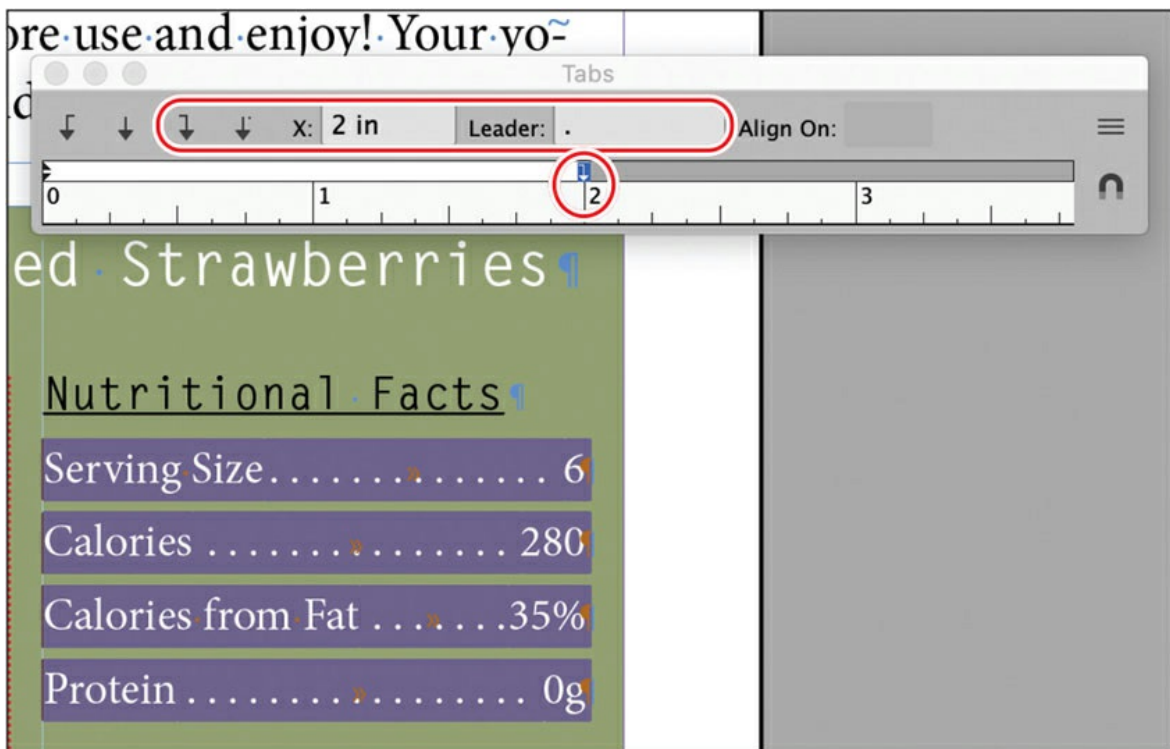 ore use and enjoy! Your yo-
d
Tabs
X: 2 in Leader: . Align On:
0 1 2 3
ed Strawberries¶
Nutritional Facts¶
Serving Size. . . . . . . » . . . . . . . 6¶
Calories . . . . . . . » . . . . . . . . 280¶
Calories from Fat . . . . » . . . .35%¶
Protein . . . . . . . . . » . . . . . . . . 0g¶